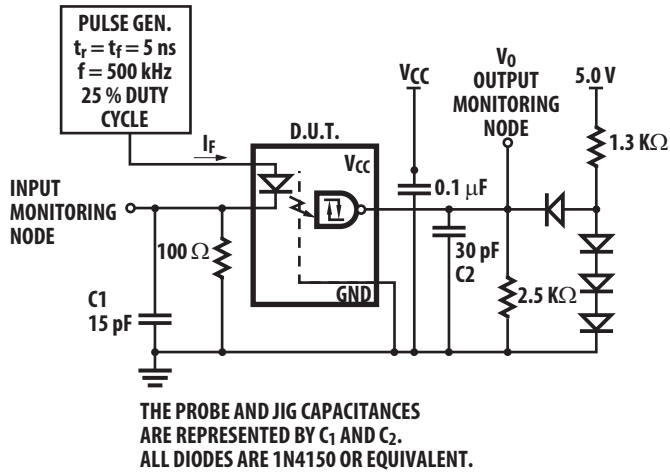 PULSE GEN.
tr = tf = 5 ns
f = 500 kHz
25 % DUTY
CYCLE
VCC
VO
OUTPUT
MONITORING
NODE
5.0 V
D.U.T.
IF
VCC
1.3 KΩ
INPUT
MONITORING
NODE
0.1 μF
100 Ω
30 pF
C2
GND
2.5 KΩ
C1
15 pF
THE PROBE AND JIG CAPACITANCES
ARE REPRESENTED BY C1 AND C2.
ALL DIODES ARE 1N4150 OR EQUIVALENT.